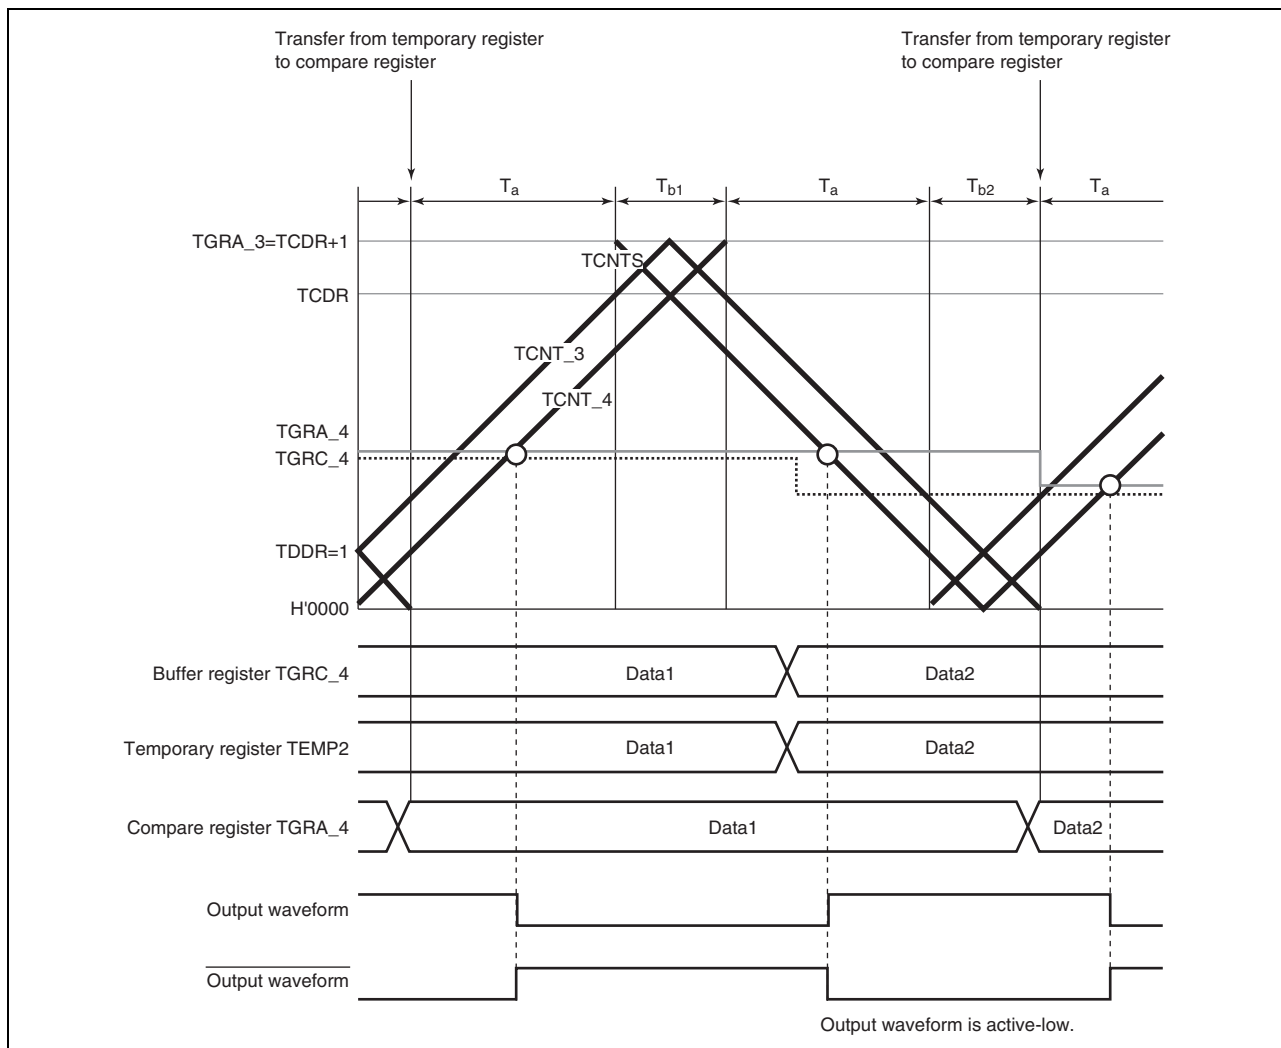 Transfer from temporary register
to compare register
Transfer from temporary register
to compare register
Ta
Tb1
Ta
Tb2
Ta
TGRA_3=TCDR+1
TCNTS
TCDR
TCNT_3
TCNT_4
TGRA_4
TGRC_4
TDDR=1
H'0000
Buffer register TGRC_4
Data1
Data2
Temporary register TEMP2
Data1
Data2
Compare register TGRA_4
Data1
Data2
Output waveform
Output waveform
Output waveform is active-low.